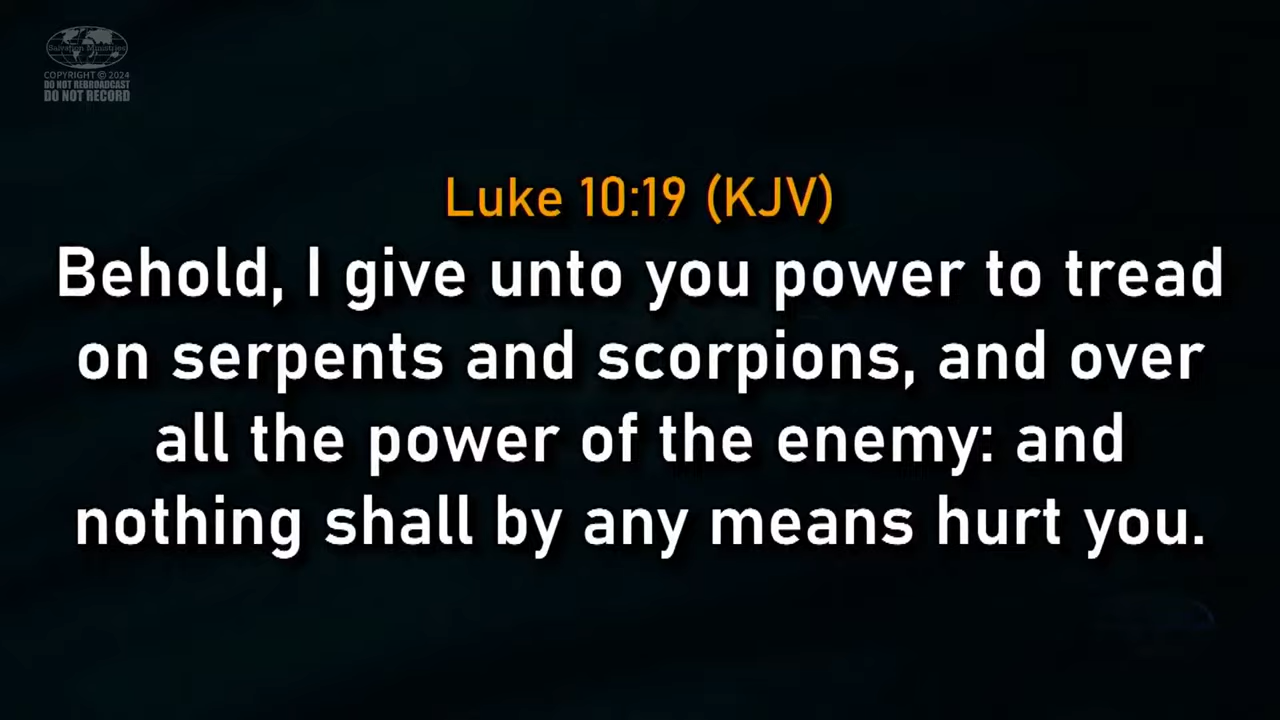 Salvation Ministries
COPYRIGHT © 2024
DO NOT REBROADCAST
DO NOT RECORD
Luke 10:19 (KJV)
Behold, I give unto you power to tread
on serpents and scorpions, and over
all the power of the enemy: and
nothing shall by any means hurt you.